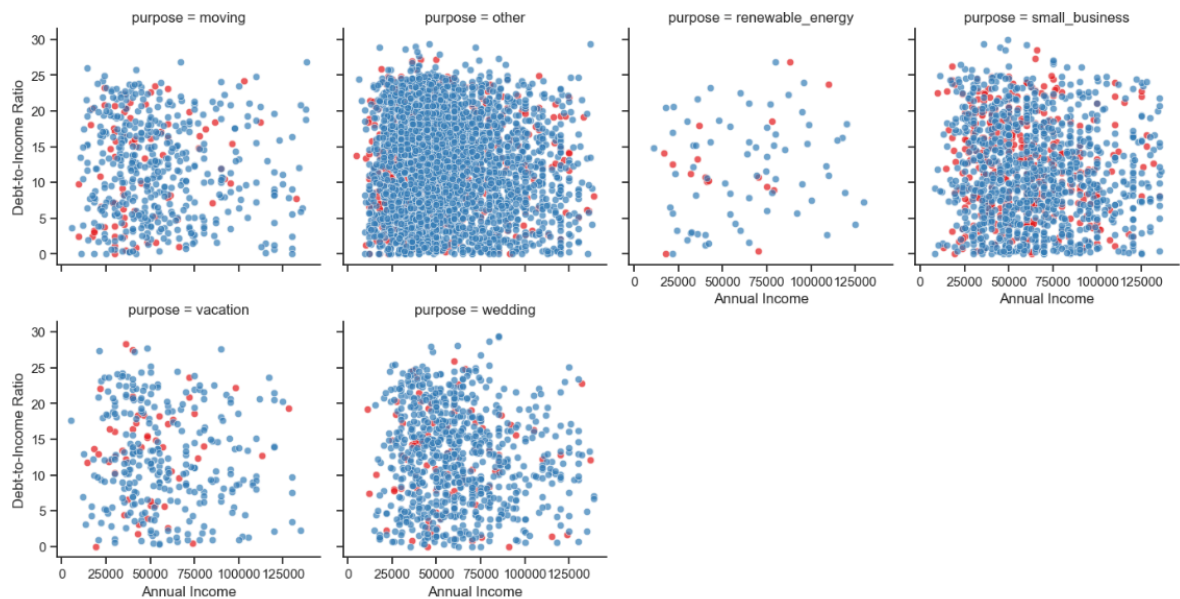 purpose = moving
purpose = other
purpose = renewable_energy
purpose = small_business
Debt-to-Income Ratio
30
25
20
15
10
5
0
0 25000 50000 75000 100000 125000
Annual Income
0 25000 50000 75000 100000 125000
Annual Income
purpose = vacation
purpose = wedding
Debt-to-Income Ratio
30
25
20
15
10
5
0
0 25000 50000 75000 100000 125000
Annual Income
0 25000 50000 75000 100000 125000
Annual Income